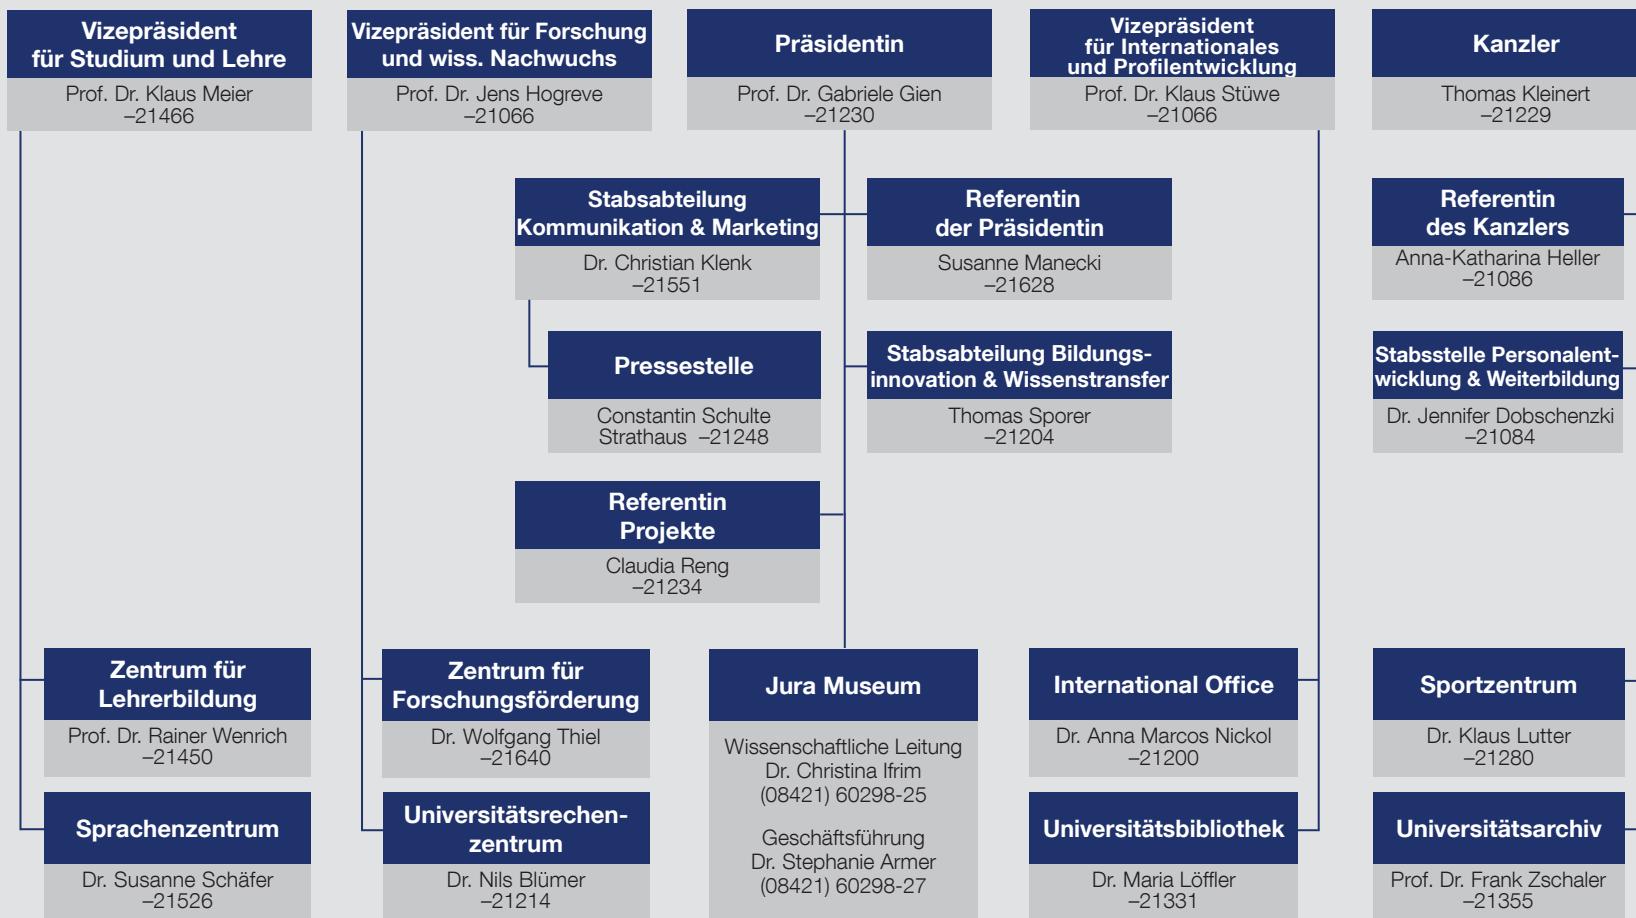 Vizepräsident
für Studium und Lehre
Prof. Dr. Klaus Meier
–21466
Vizepräsident für Forschung
und wiss. Nachwuchs
Prof. Dr. Jens Hogreve
–21066
Präsidentin
Prof. Dr. Gabriele Gien
–21230
Vizepräsident
für Internationales
und Profilentwicklung
Prof. Dr. Klaus Stüwe
–21066
Kanzler
Thomas Kleinert
–21229
Stabsabteilung
Kommunikation & Marketing
Dr. Christian Klenk
–21551
Referentin
der Präsidentin
Susanne Manecki
–21628
Referentin
des Kanzlers
Anna-Katharina Heller
–21086
Pressestelle
Constantin Schulte
Strathaus –21248
Stabsabteilung Bildungs-
innovation & Wissenstransfer
Thomas Sporer
–21204
Stabsstelle Personalent-
wicklung & Weiterbildung
Dr. Jennifer Dobschenzki
–21084
Referentin
Projekte
Claudia Reng
–21234
Zentrum für
Lehrerbildung
Prof. Dr. Rainer Wenrich
–21450
Zentrum für
Forschungsförderung
Dr. Wolfgang Thiel
–21640
Jura Museum
Wissenschaftliche Leitung
Dr. Christina Ifrim
(08421) 60298-25
Geschäftsführung
Dr. Stephanie Armer
(08421) 60298-27
International Office
Dr. Anna Marcos Nickol
–21200
Sportzentrum
Dr. Klaus Lutter
–21280
Sprachenzentrum
Dr. Susanne Schäfer
–21526
Universitätsrechen-
zentrum
Dr. Nils Blümer
–21214
Universitätsbibliothek
Dr. Maria Löffler
–21331
Universitätsarchiv
Prof. Dr. Frank Zschaler
–21355